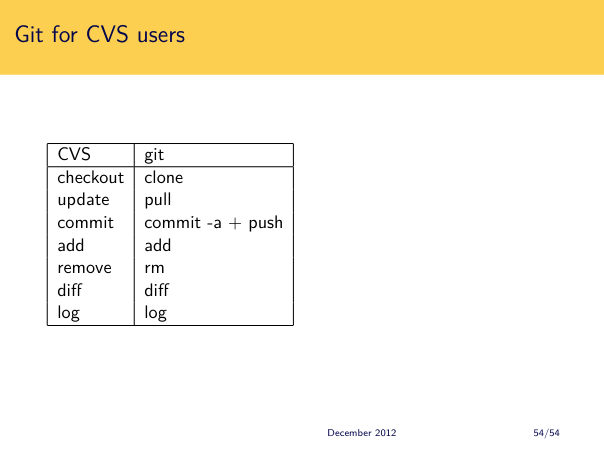 Git for CVS users
CVS git
checkout clone
update pull
commit commit -a + push
add add
remove rm
diff diff
log log
December 2012 54/54